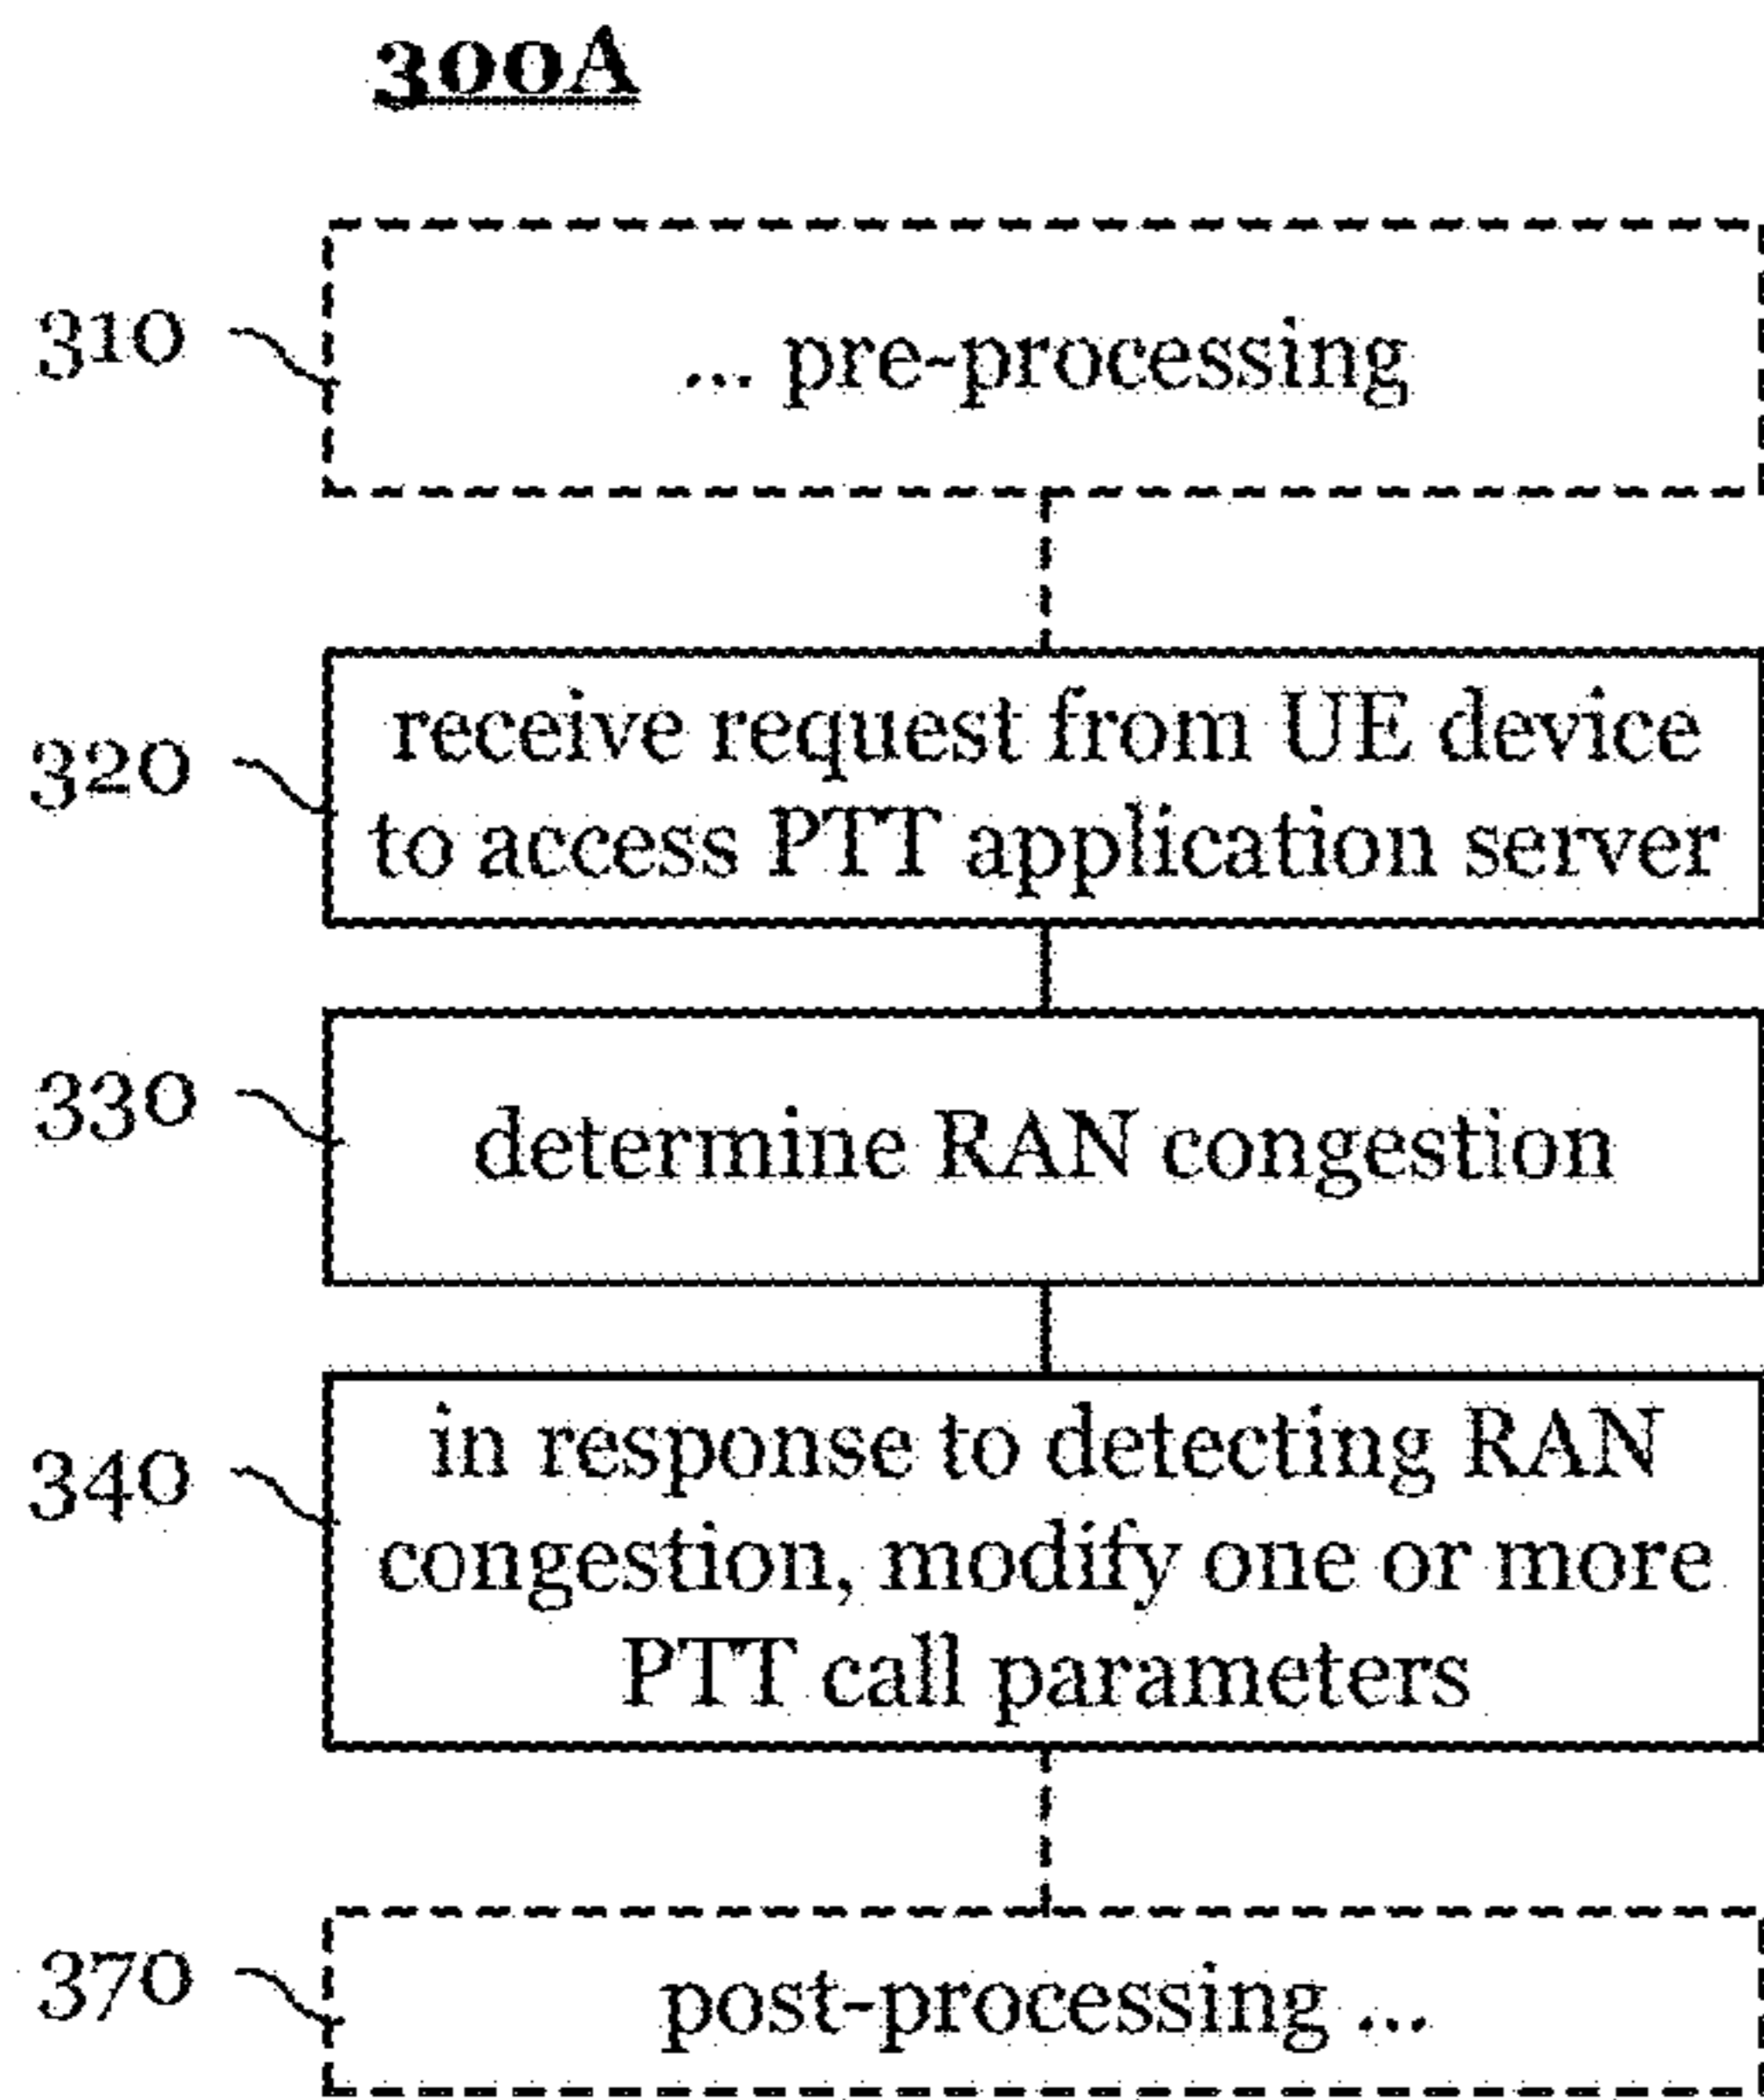 300A
310
... pre-processing
320
receive request from UE device
to access PTT application server
330
determine RAN congestion
340
in response to detecting RAN
congestion, modify one or more
PTT call parameters
370
post-processing ...